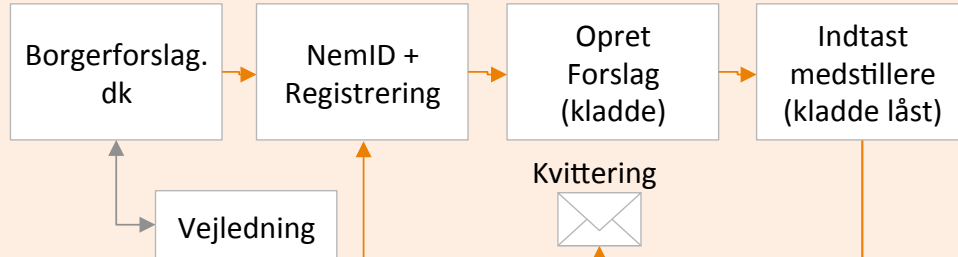 Borgerforslag.
dk
NemID +
Registrering
Opret
Forslag
(kladde)
Indtast
medstillere
(kladde låst)
Kvittering
Vejledning